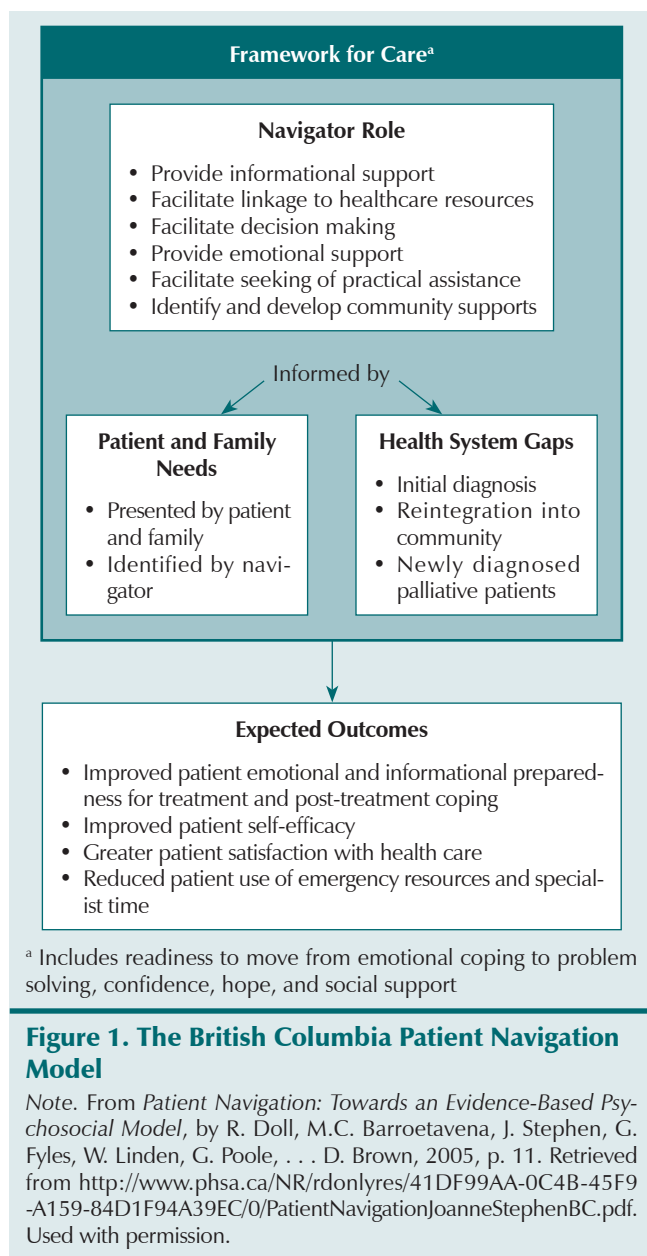 Framework for Careᵃ
Navigator Role
• Provide informational support
• Facilitate linkage to healthcare resources
• Facilitate decision making
• Provide emotional support
• Facilitate seeking of practical assistance
• Identify and develop community supports
Informed by
Patient and Family
Needs
• Presented by patient
and family
• Identified by navi-
gator
Health System Gaps
• Initial diagnosis
• Reintegration into
community
• Newly diagnosed
palliative patients
Expected Outcomes
• Improved patient emotional and informational prepared-
ness for treatment and post-treatment coping
• Improved patient self-efficacy
• Greater patient satisfaction with health care
• Reduced patient use of emergency resources and special-
ist time
ᵃ Includes readiness to move from emotional coping to problem
solving, confidence, hope, and social support
Figure 1. The British Columbia Patient Navigation
Model
Note. From Patient Navigation: Towards an Evidence-Based Psy-
chosocial Model, by R. Doll, M.C. Barroetavena, J. Stephen, G.
Fyles, W. Linden, G. Poole, . . . D. Brown, 2005, p. 11. Retrieved
from http://www.phsa.ca/NR/rdonlyres/41DF99AA-0C4B-45F9
-A159-84D1F94A39EC/0/PatientNavigationJoanneStephenBC.pdf.
Used with permission.